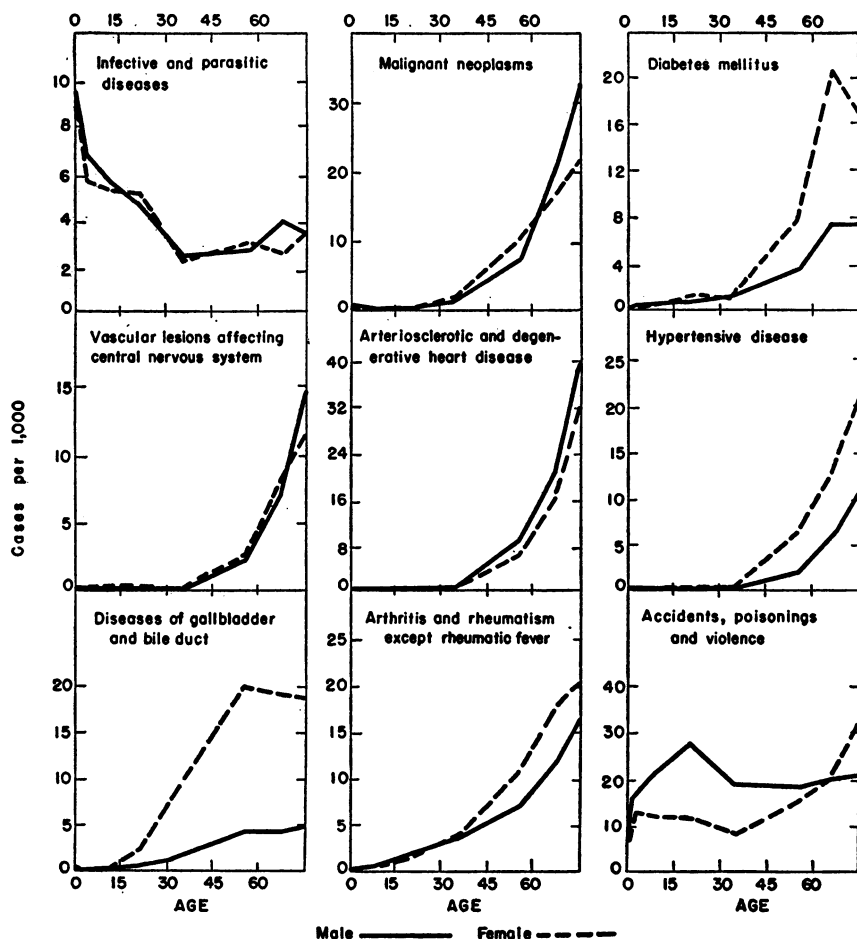 0 15 30 45 60
0 15 30 45 60
0 15 30 45 60
Infective and parasitic
diseases
10
8
6
4
2
0
Malignant neoplasms
30
20
10
0
Diabetes mellitus
20
16
12
8
4
0
Cases per 1,000
Vascular lesions affecting
central nervous system
15
10
5
0
Arteriosclerotic and degen-
erative heart disease
40
32
24
16
8
0
Hypertensive disease
25
20
15
10
5
0
Diseases of gallbladder
and bile duct
20
15
10
5
0
Arthritis and rheumatism
except rheumatic fever
25
20
15
10
5
0
Accidents, poisonings
and violence
40
30
20
10
0
0 15 30 45 60
AGE
0 15 30 45 60
AGE
0 15 30 45 60
AGE
Male Female